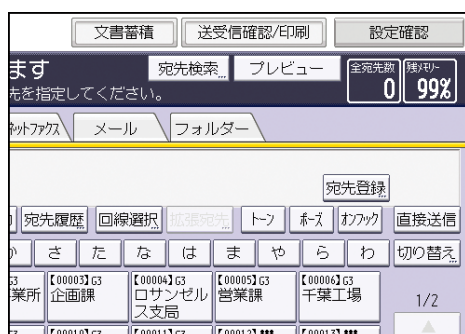 文書蓄積 送受信確認/印刷 設定確認
ます 宛先検索 プレビュー 全宛先数 0 残メモリー 99%
先を指定してください。
ネットファクス メール フォルダー
宛先登録
宛先履歴 回線選択 拡張宛先 トーン ポーズ オンフック 直接送信
か さ た な は ま や ら わ 切り替え
【00003】G3 【00004】G3 【00005】G3 【00006】G3
業所 企画課 ロサンゼルス支局 営業課 千葉工場 1/2
【00010】G3 【00011】G3 【00012】 【00013】